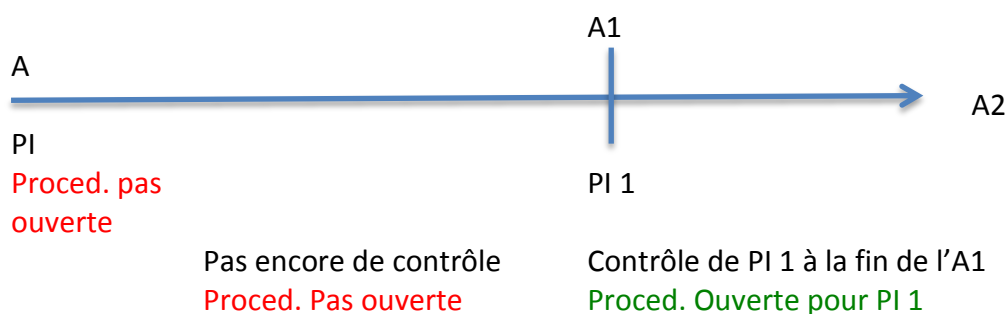 A1
A
A2
PI
Proced. pas
ouverte
PI 1
Pas encore de contrôle
Proced. Pas ouverte
Contrôle de PI 1 à la fin de l’A1
Proced. Ouverte pour PI 1